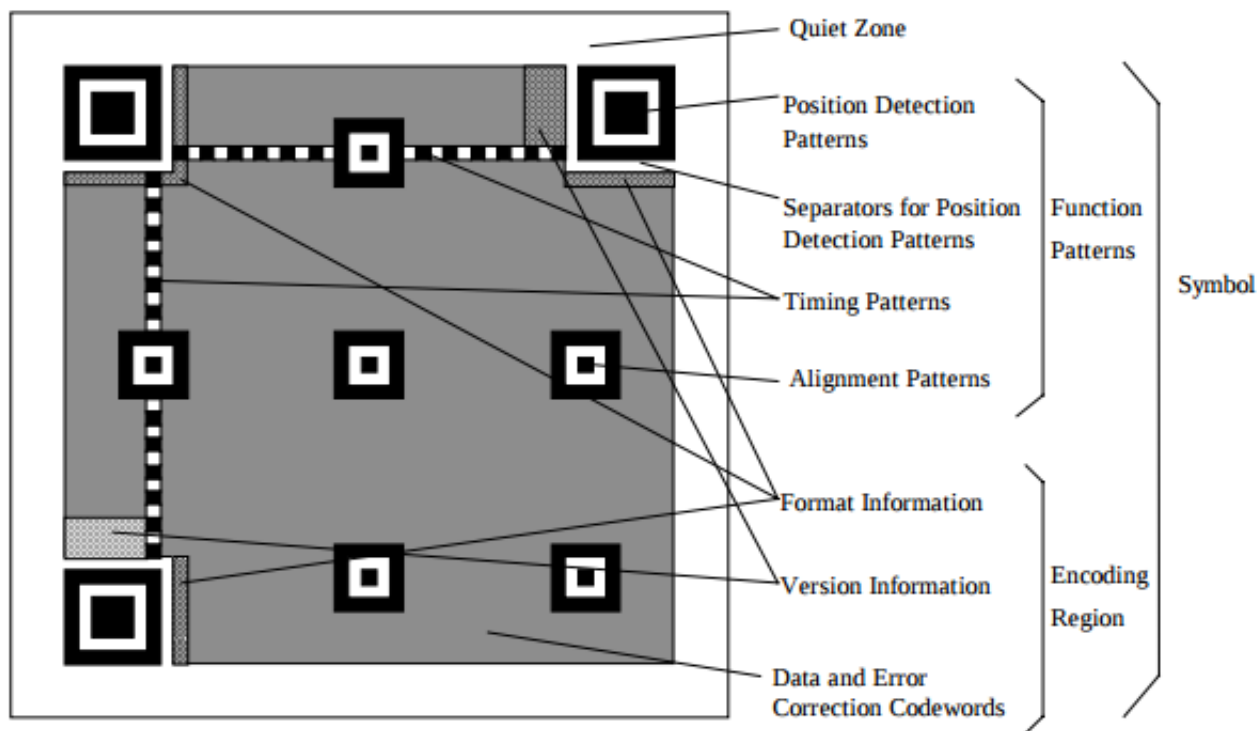 Quiet Zone
Position Detection
Patterns
Separators for Position
Detection Patterns
Function
Patterns
Symbol
Timing Patterns
Alignment Patterns
Format Information
Version Information
Encoding
Region
Data and Error
Correction Codewords